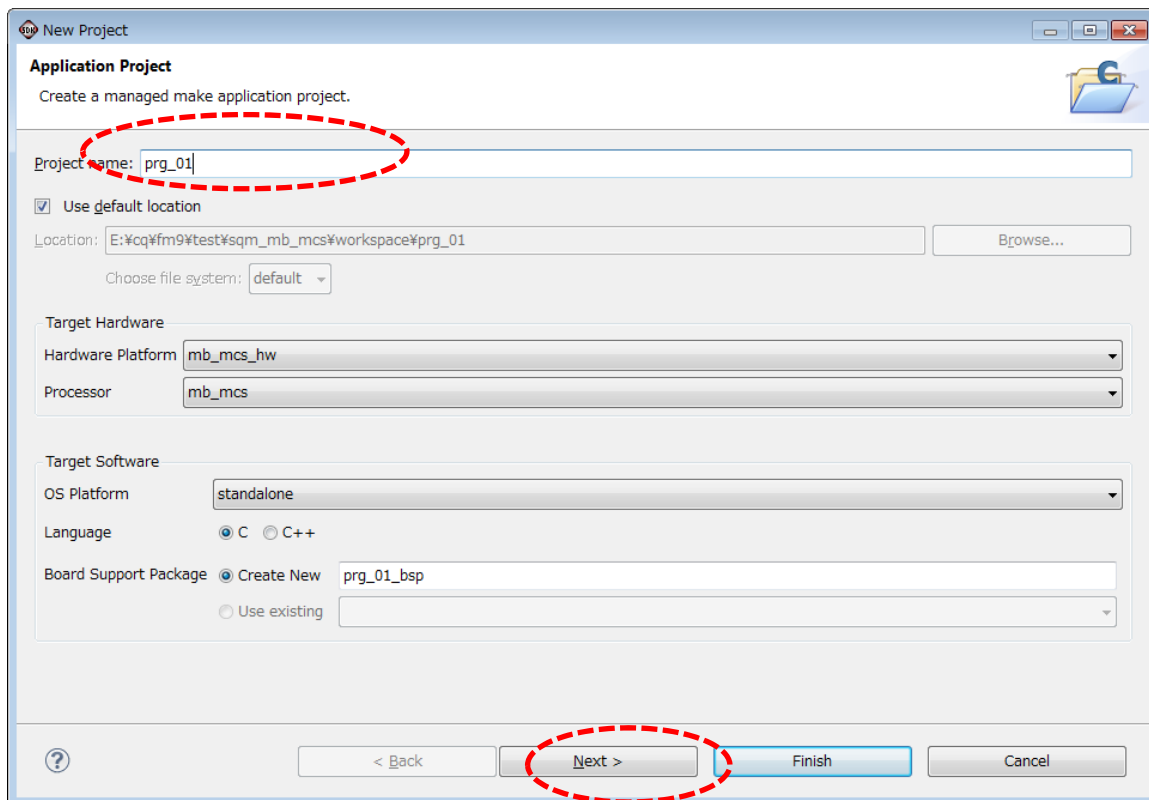 SDK New Project
Application Project
Create a managed make application project.
Project name: prg_01
Use default location
Location: E:¥cq¥fm9¥test¥sqm_mb_mcs¥workspace¥prg_01 Browse...
Choose file system: default
Target Hardware
Hardware Platform mb_mcs_hw
Processor mb_mcs
Target Software
OS Platform standalone
Language C C++
Board Support Package Create New prg_01_bsp
Use existing
? < Back Next > Finish Cancel